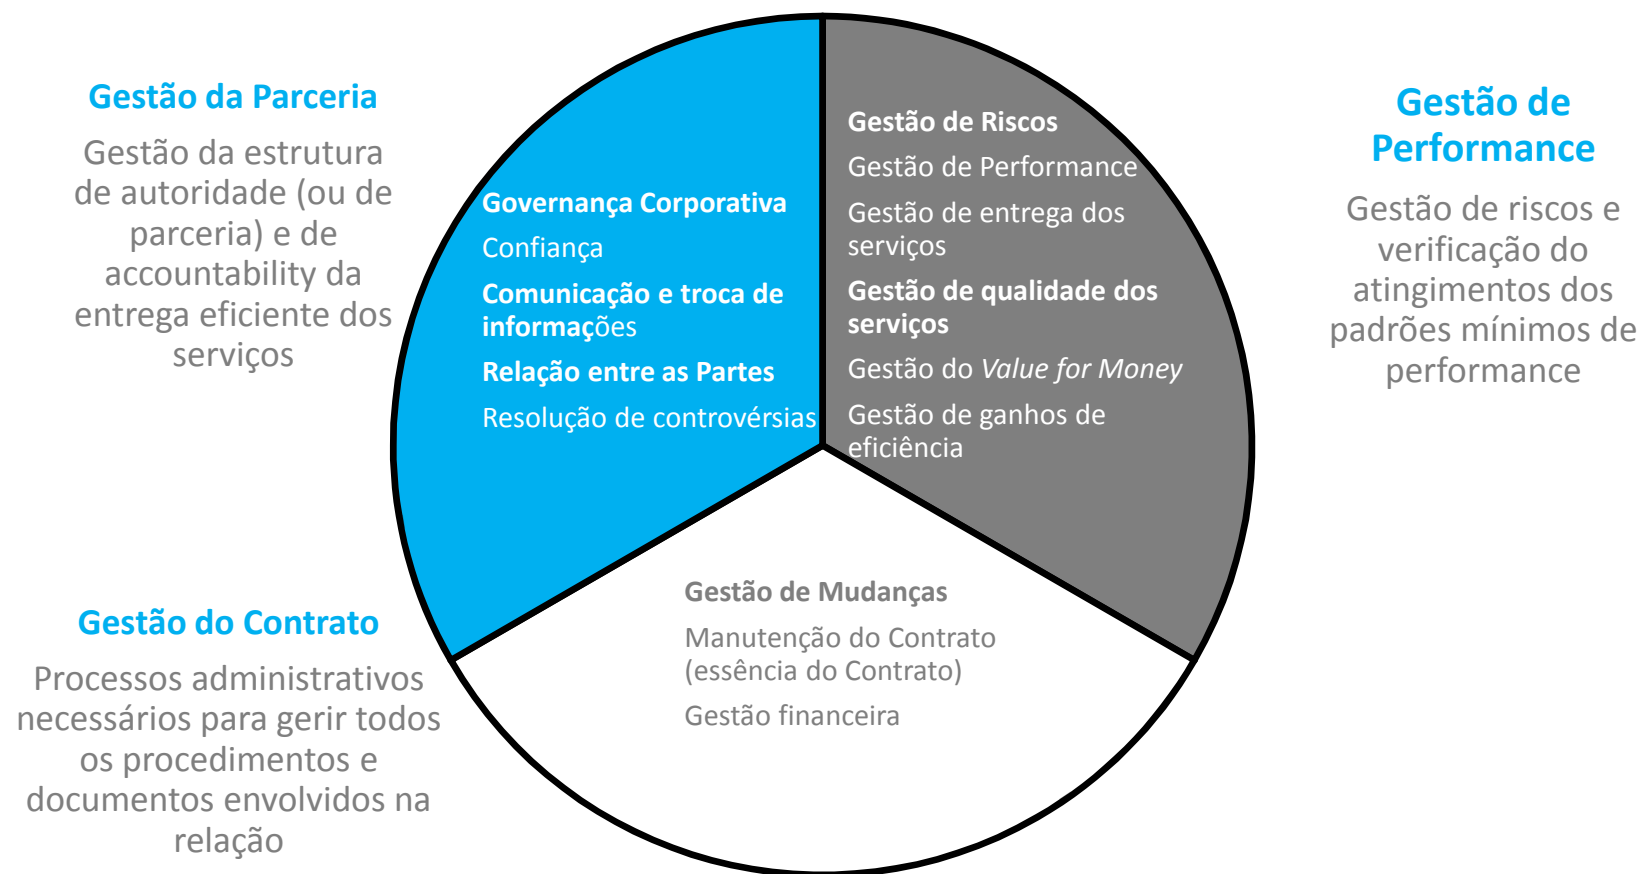 Gestão da Parceria
Gestão da estrutura
de autoridade (ou de
parceria) e de
accountability da
entrega eficiente dos
serviços
Governança Corporativa
Confiança
Comunicação e troca de
informações
Relação entre as Partes
Resolução de controvérsias
Gestão de Riscos
Gestão de Performance
Gestão de entrega dos
serviços
Gestão de qualidade dos
serviços
Gestão do Value for Money
Gestão de ganhos de
eficiência
Gestão de
Performance
Gestão de riscos e
verificação do
atingimentos dos
padrões mínimos de
performance
Gestão do Contrato
Processos administrativos
necessários para gerir todos
os procedimentos e
documentos envolvidos na
relação
Gestão de Mudanças
Manutenção do Contrato
(essência do Contrato)
Gestão financeira